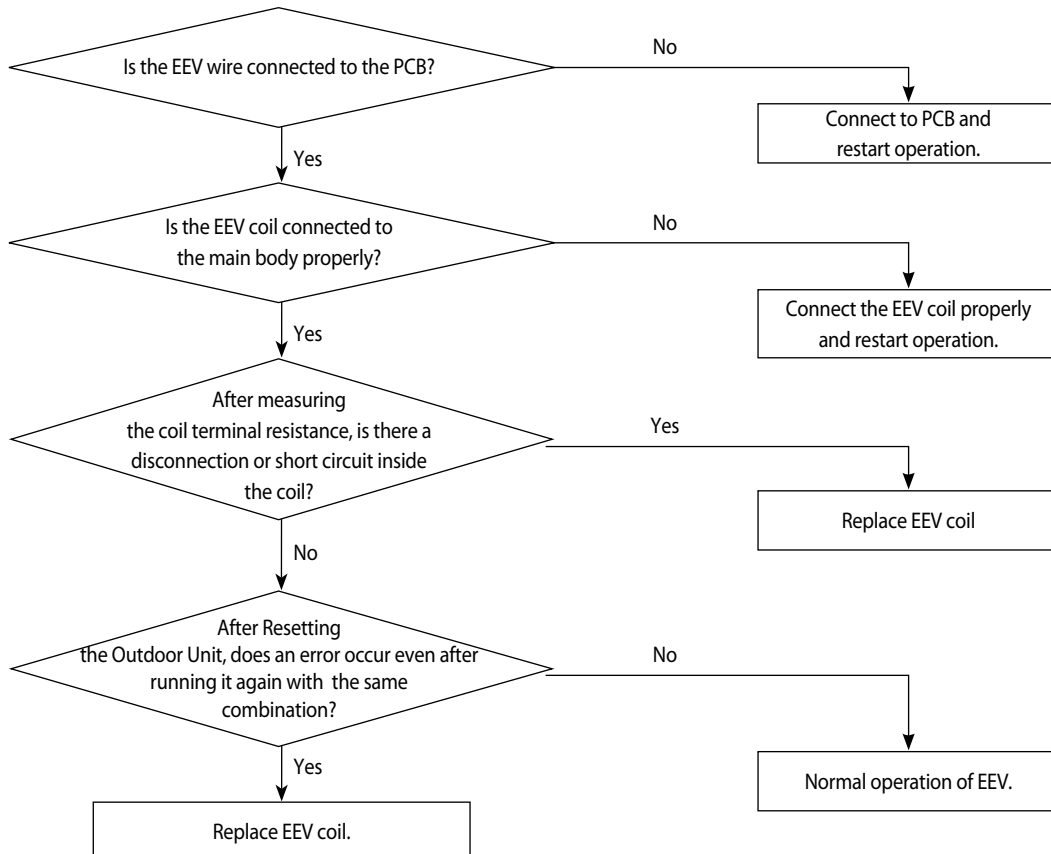 Is the EEV wire connected to the PCB?
No
Connect to PCB and
restart operation.
Yes
Is the EEV coil connected to
the main body properly?
No
Connect the EEV coil properly
and restart operation.
Yes
After measuring
the coil terminal resistance, is there a
disconnection or short circuit inside
the coil?
Yes
Replace EEV coil
No
After Resetting
the Outdoor Unit, does an error occur even after
running it again with the same
combination?
No
Normal operation of EEV.
Yes
Replace EEV coil.